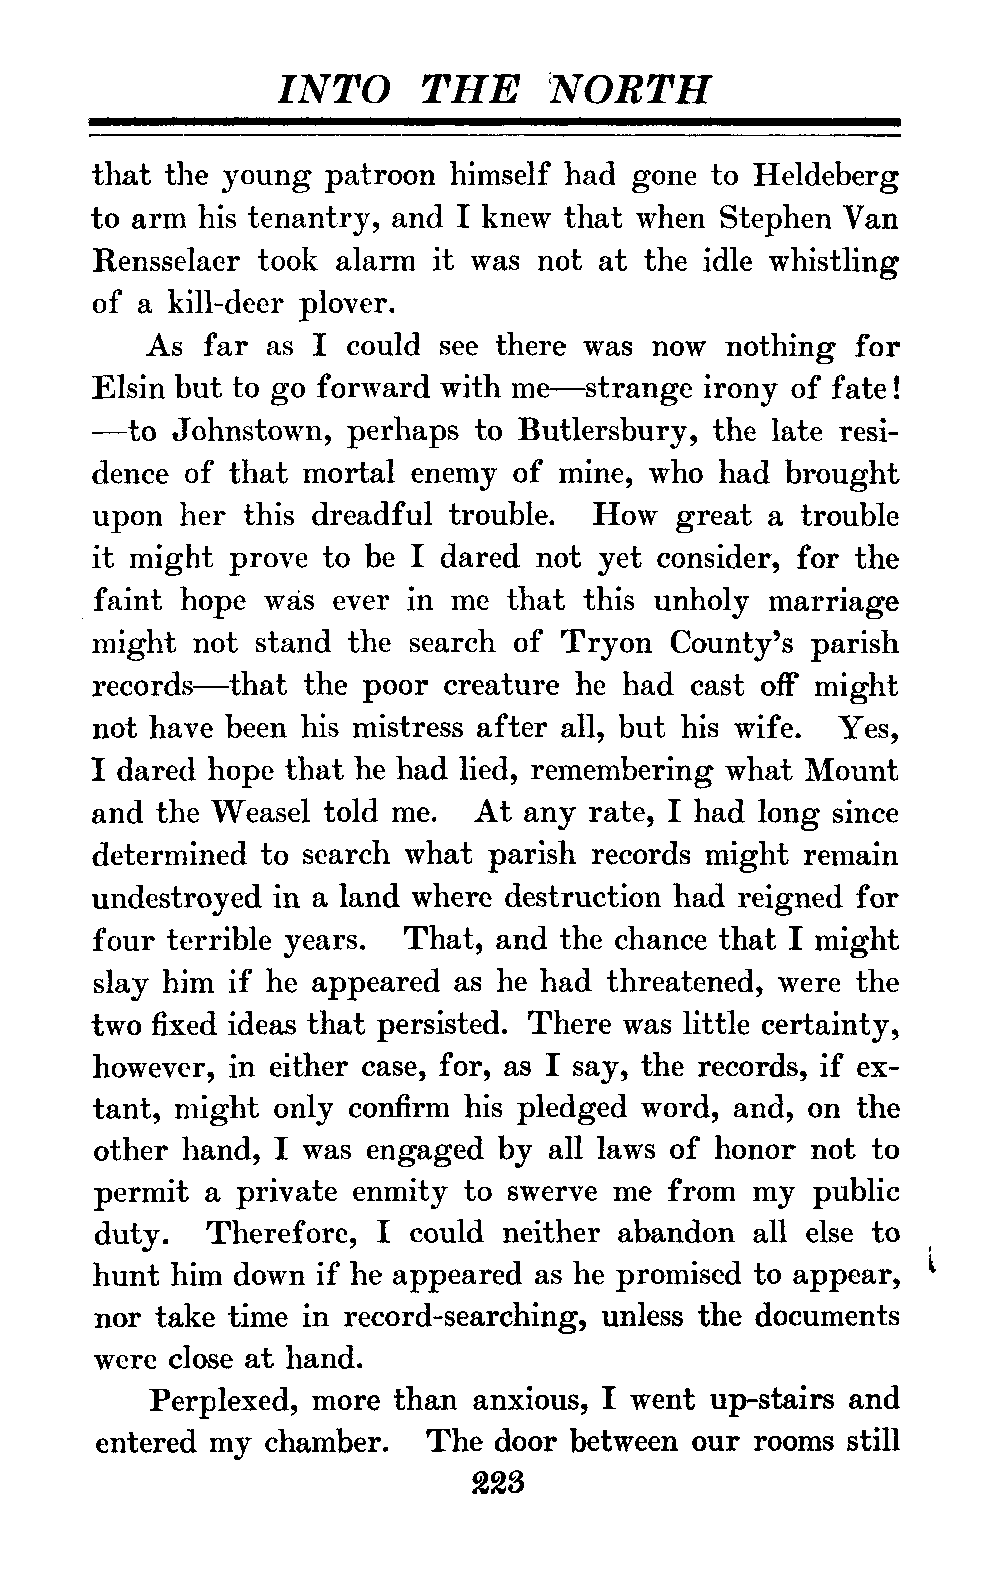 INTO THE NORTH
that the young patroon himself had gone to Heldeberg
to arm his tenantry, and I knew that when Stephen Van
Rensselaer took alarm it was not at the idle whistling
of a kill-deer plover.
As far as I could see there was now nothing for
Elsin but to go forward with me—strange irony of fate!
—to Johnstown, perhaps to Butlersbury, the late resi-
dence of that mortal enemy of mine, who had brought
upon her this dreadful trouble. How great a trouble
it might prove to be I dared not yet consider, for the
faint hope was ever in me that this unholy marriage
might not stand the search of Tryon County's parish
records—that the poor creature he had cast off might
not have been his mistress after all, but his wife. Yes,
I dared hope that he had lied, remembering what Mount
and the Weasel told me. At any rate, I had long since
determined to search what parish records might remain
undestroyed in a land where destruction had reigned for
four terrible years. That, and the chance that I might
slay him if he appeared as he had threatened, were the
two fixed ideas that persisted. There was little certainty,
however, in either case, for, as I say, the records, if ex-
tant, might only confirm his pledged word, and, on the
other hand, I was engaged by all laws of honor not to
permit a private enmity to swerve me from my public
duty. Therefore, I could neither abandon all else to
hunt him down if he appeared as he promised to appear,
nor take time in record-searching, unless the documents
were close at hand.
Perplexed, more than anxious, I went up-stairs and
entered my chamber. The door between our rooms still
223